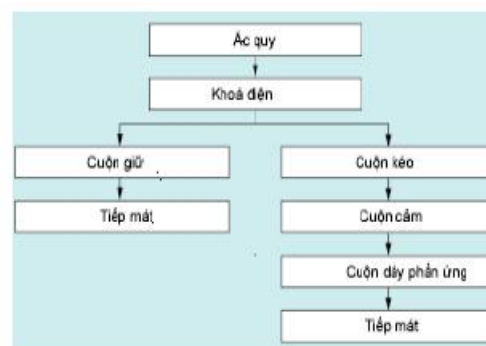 Ắc quy
Khoá điện
Cuộn giữ
Cuộn kéo
Tiếp mát
Cuộn cảm
Cuộn dây phần ứng
Tiếp mát